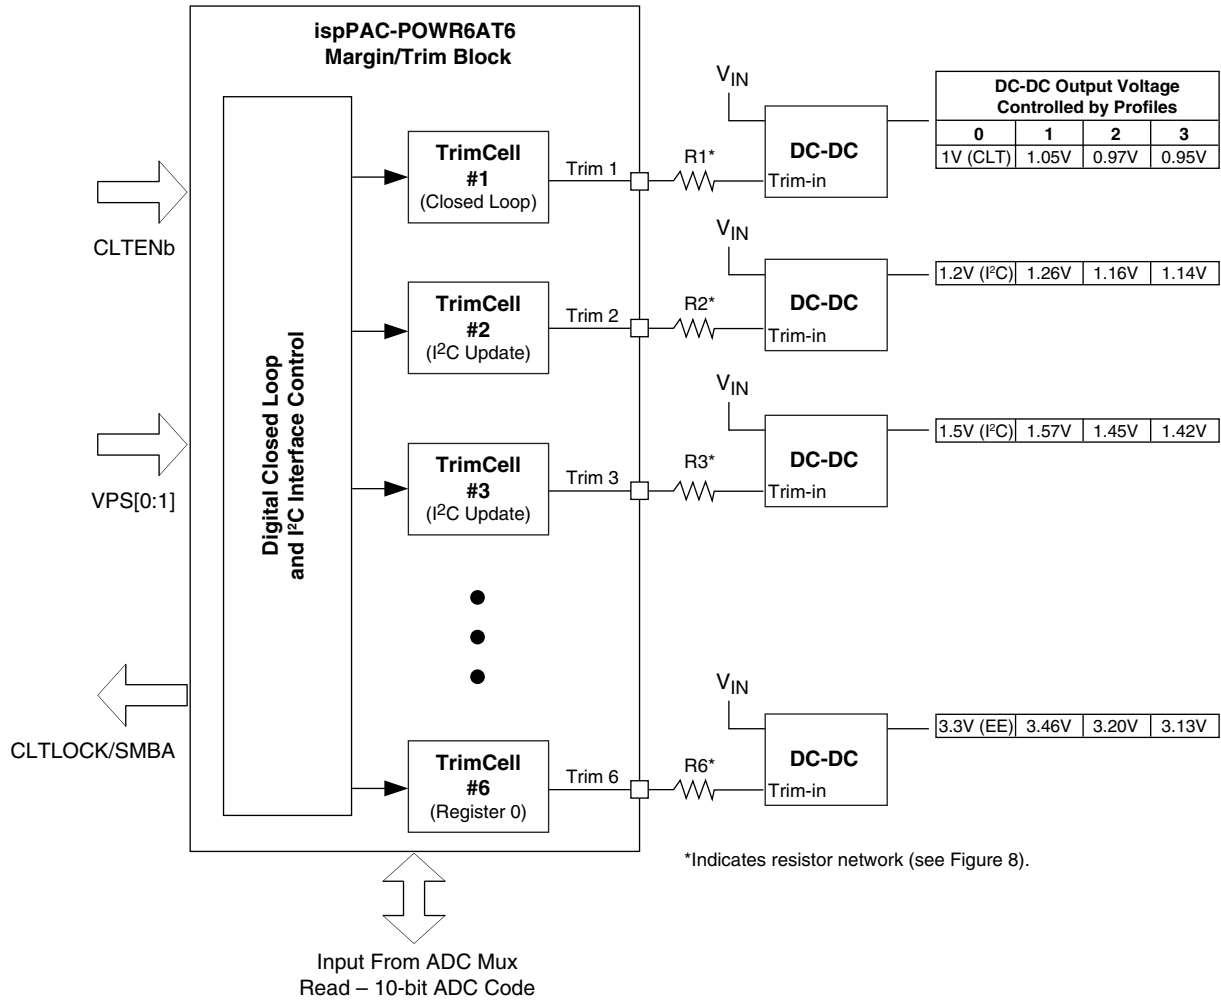 ispPAC-POWR6AT6
Margin/Trim Block
CLTENb
VPS[0:1]
CLTLOCK/SMBA
Digital Closed Loop
and I²C Interface Control
TrimCell
#1
(Closed Loop)
Trim 1
R1*
VIN
DC-DC
Trim-in
DC-DC Output Voltage
Controlled by Profiles
0 1 2 3
1V (CLT) 1.05V 0.97V 0.95V
TrimCell
#2
(I²C Update)
Trim 2
R2*
VIN
DC-DC
Trim-in
1.2V (I²C) 1.26V 1.16V 1.14V
TrimCell
#3
(I²C Update)
Trim 3
R3*
VIN
DC-DC
Trim-in
1.5V (I²C) 1.57V 1.45V 1.42V
TrimCell
#6
(Register 0)
Trim 6
R6*
VIN
DC-DC
Trim-in
3.3V (EE) 3.46V 3.20V 3.13V
*Indicates resistor network (see Figure 8).
Input From ADC Mux
Read – 10-bit ADC Code